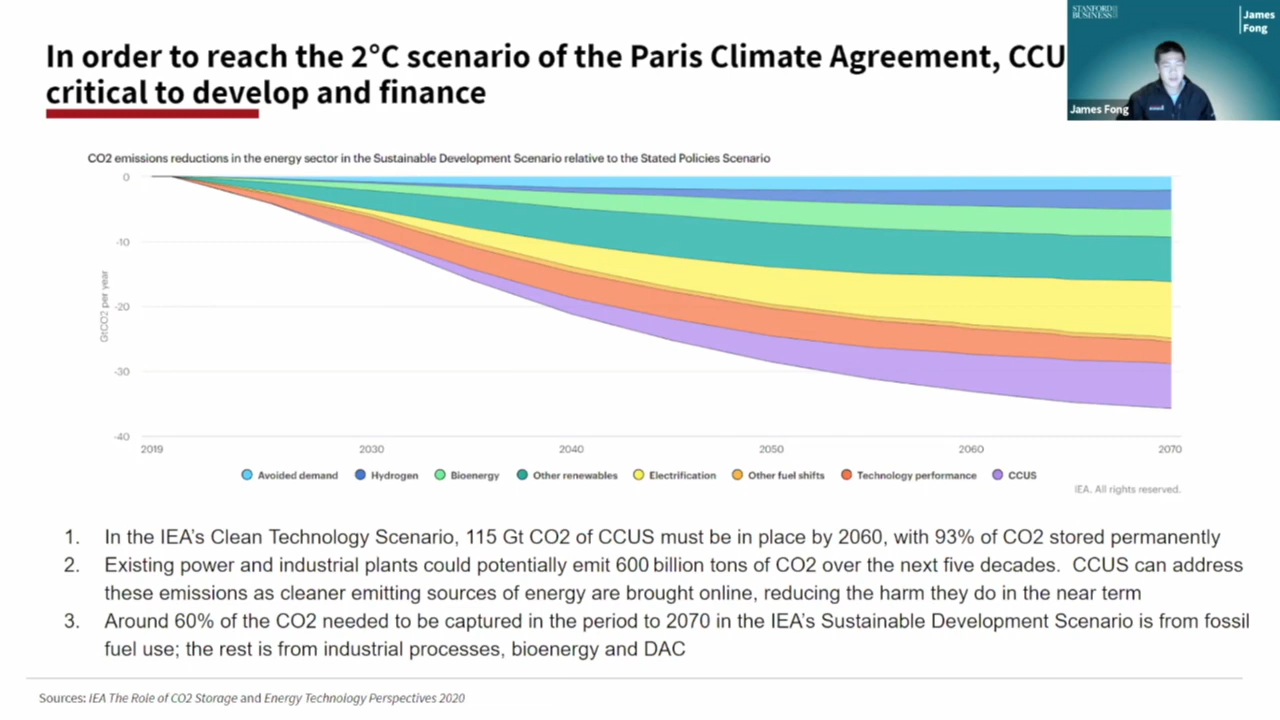 In order to reach the 2°C scenario of the Paris Climate Agreement, CCU
critical to develop and finance
STANFORD
BUSINESS
James
Fong
James Fong
CO2 emissions reductions in the energy sector in the Sustainable Development Scenario relative to the Stated Policies Scenario
GtCO2 per year
0
-10
-20
-30
-40
2019 2030 2040 2050 2060 2070
Avoided demand Hydrogen Bioenergy Other renewables Electrification Other fuel shifts Technology performance CCUS
IEA. All rights reserved.
1. In the IEA's Clean Technology Scenario, 115 Gt CO2 of CCUS must be in place by 2060, with 93% of CO2 stored permanently
2. Existing power and industrial plants could potentially emit 600 billion tons of CO2 over the next five decades. CCUS can address
these emissions as cleaner emitting sources of energy are brought online, reducing the harm they do in the near term
3. Around 60% of the CO2 needed to be captured in the period to 2070 in the IEA's Sustainable Development Scenario is from fossil
fuel use; the rest is from industrial processes, bioenergy and DAC
Sources: IEA The Role of CO2 Storage and Energy Technology Perspectives 2020